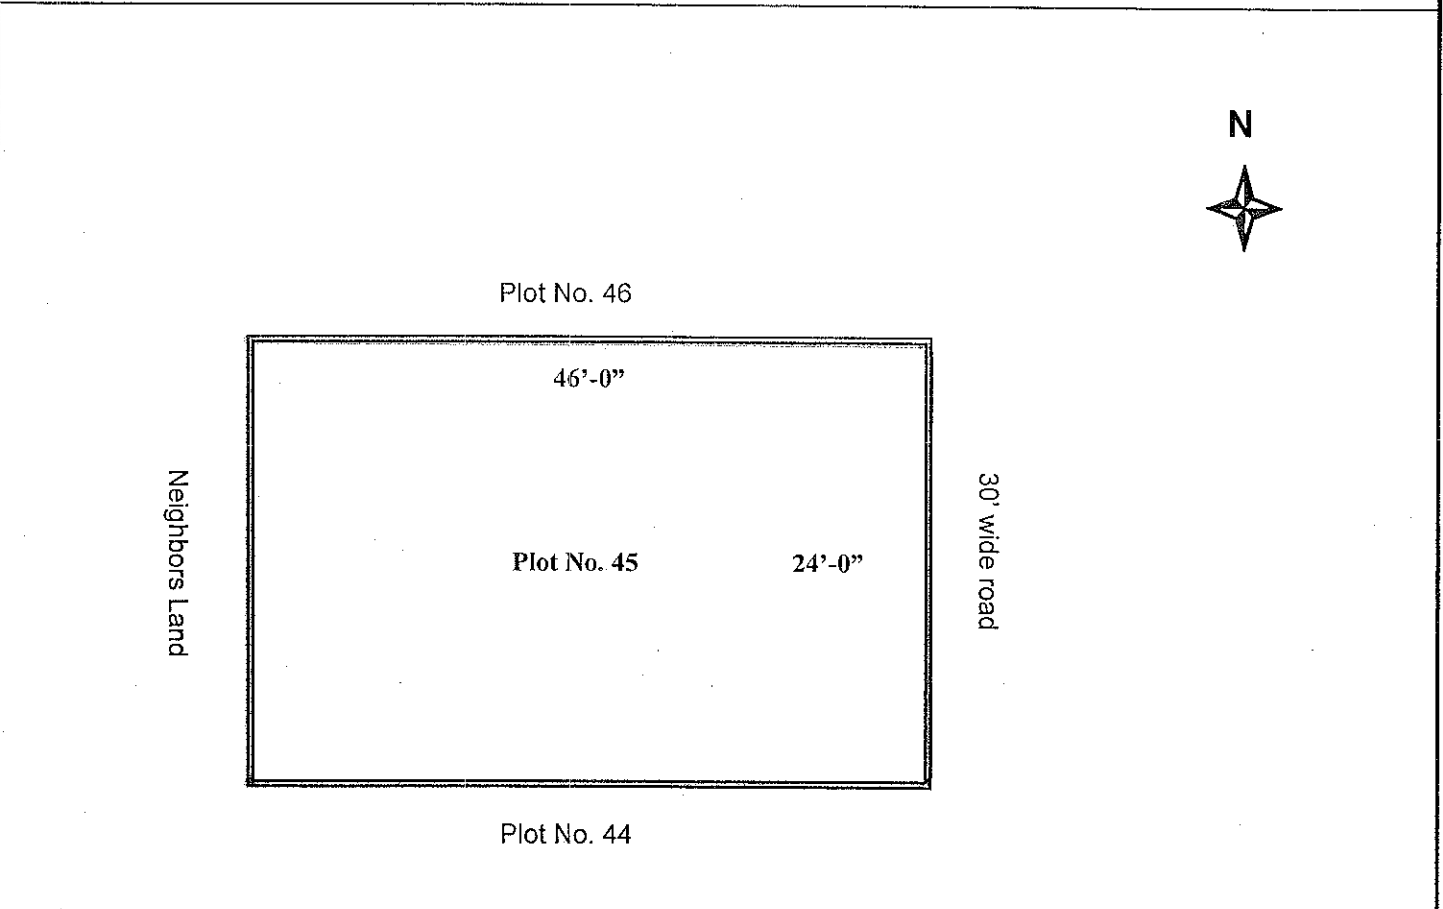 N
Plot No. 46
46’-0”
Neighbors Land
Plot No. 45
24’-0”
30' wide road
Plot No. 44